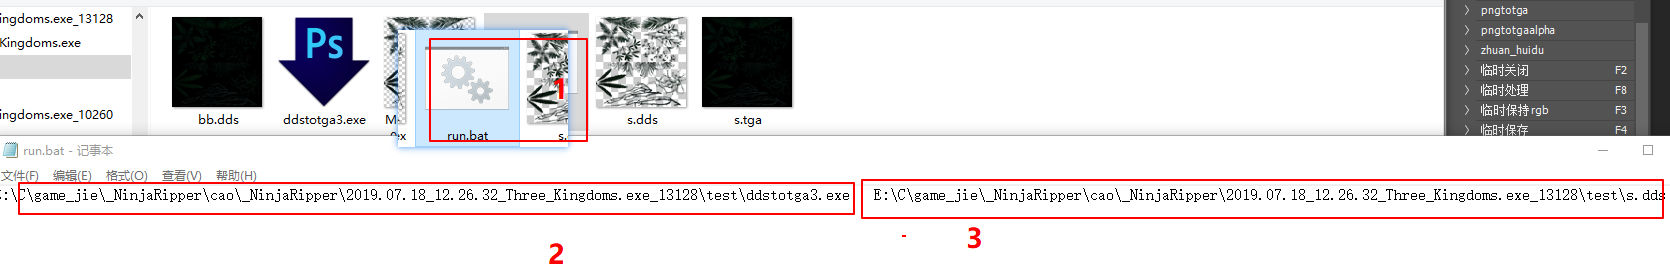 ingdoms.exe_13128
Kingdoms.exe
ingdoms.exe_10260
bb.dds
ddstotga3.exe
run.bat
s.
s.dds
s.tga
1
pngtotga
pngtotgaalpha
zhuan_huidu
临时关闭 F2
临时处理 F8
临时保持rgb F3
临时保存 F4
run.bat - 记事本
文件(F) 编辑(E) 格式(O) 查看(V) 帮助(H)
:\C\game_jie\_NinjaRipper\cao\_NinjaRipper\2019.07.18_12.26.32_Three_Kingdoms.exe_13128\test\ddstotga3.exe E:\C\game_jie\_NinjaRipper\cao\_NinjaRipper\2019.07.18_12.26.32_Three_Kingdoms.exe_13128\test\s.dds
2
3